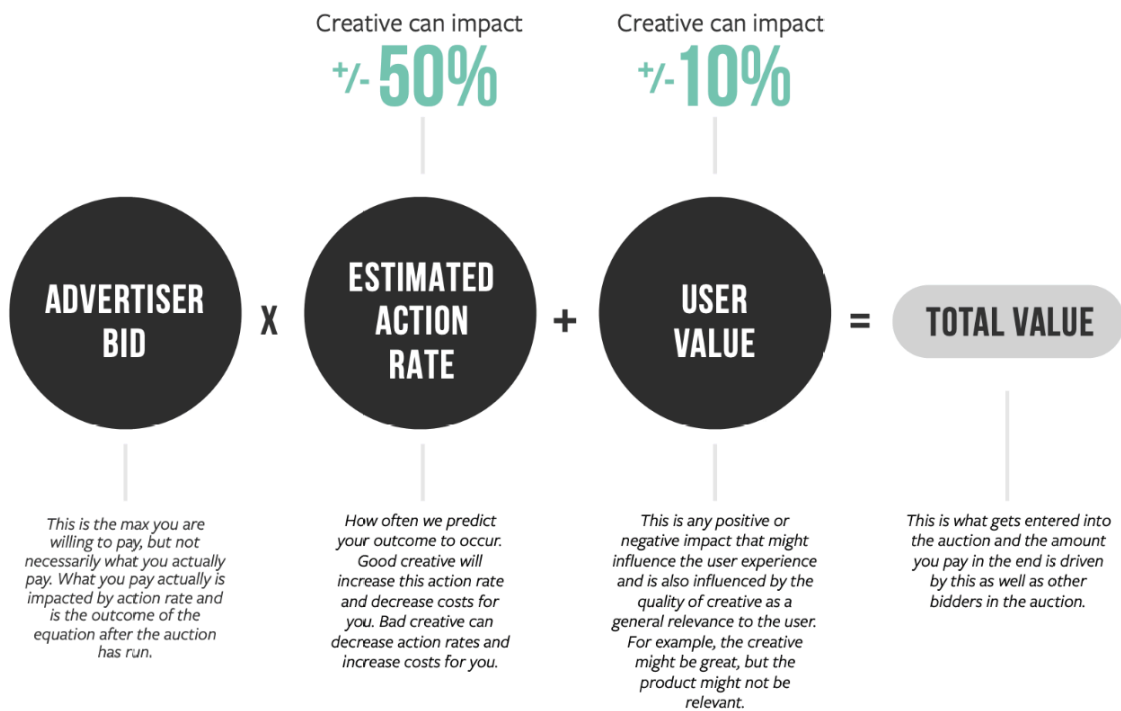 Creative can impact
+/- 50%
Creative can impact
+/- 10%
ADVERTISER
BID
X
ESTIMATED
ACTION
RATE
+
USER
VALUE
=
TOTAL VALUE
This is the max you are
willing to pay, but not
necessarily what you actually
pay. What you pay actually is
impacted by action rate and
is the outcome of the
equation after the auction
has run.
How often we predict
your outcome to occur.
Good creative will
increase this action rate
and decrease costs for
you. Bad creative can
decrease action rates and
increase costs for you.
This is any positive or
negative impact that might
influence the user experience
and is also influenced by the
quality of creative as a
general relevance to the user.
For example, the creative
might be great, but the
product might not be
relevant.
This is what gets entered into
the auction and the amount
you pay in the end is driven
by this as well as other
bidders in the auction.